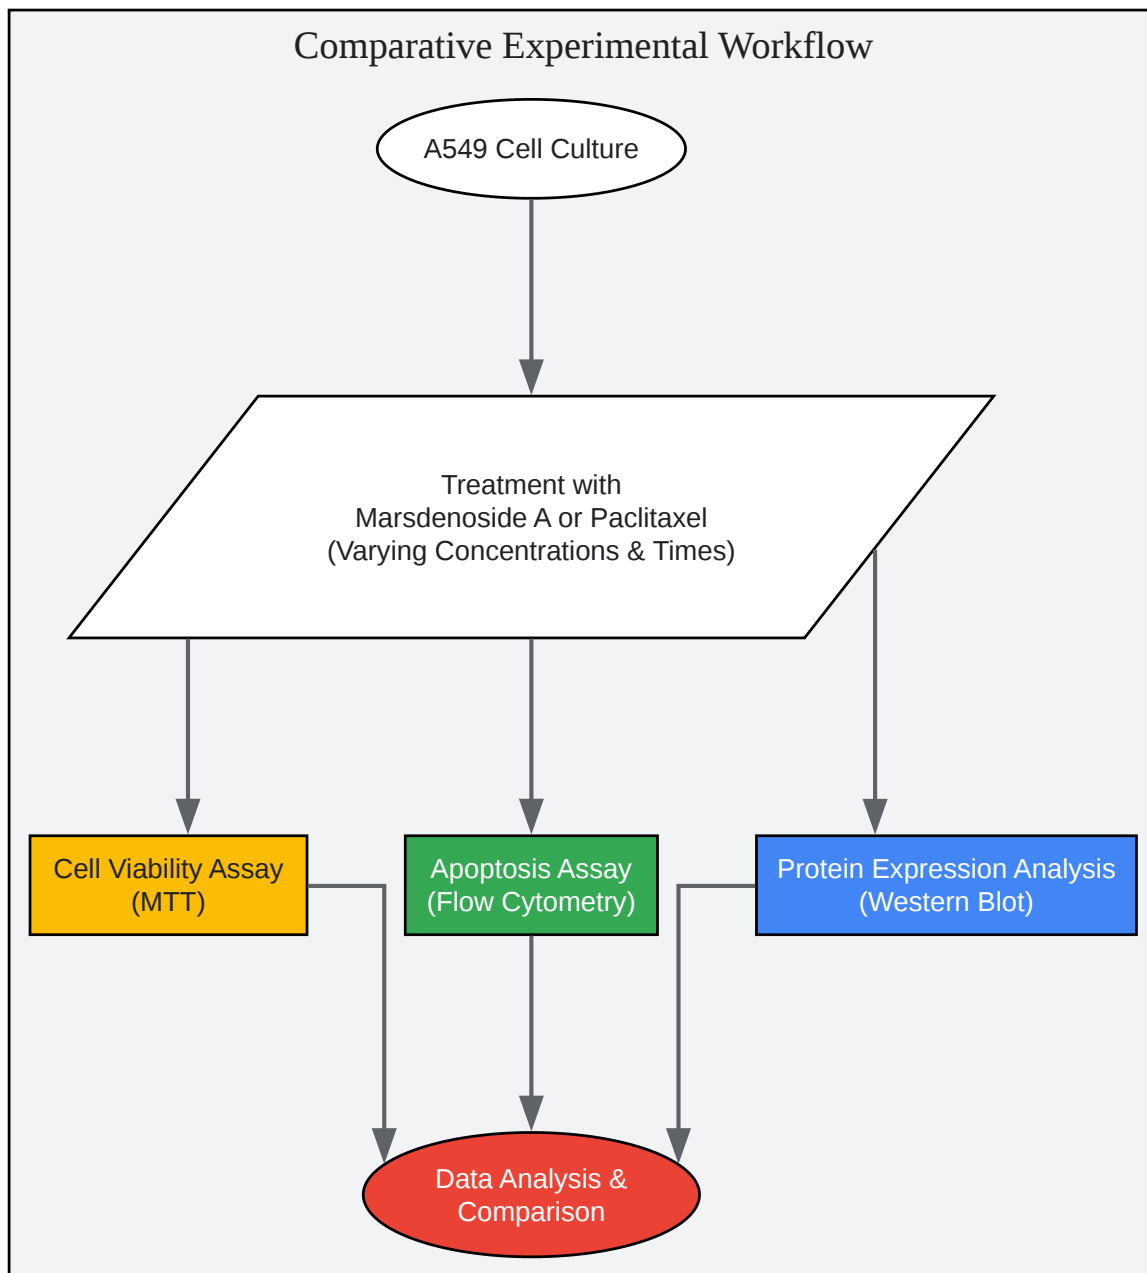 Comparative Experimental Workflow
A549 Cell Culture
Treatment with
Marsdenoside A or Paclitaxel
(Varying Concentrations & Times)
Cell Viability Assay
(MTT)
Apoptosis Assay
(Flow Cytometry)
Protein Expression Analysis
(Western Blot)
Data Analysis &
Comparison